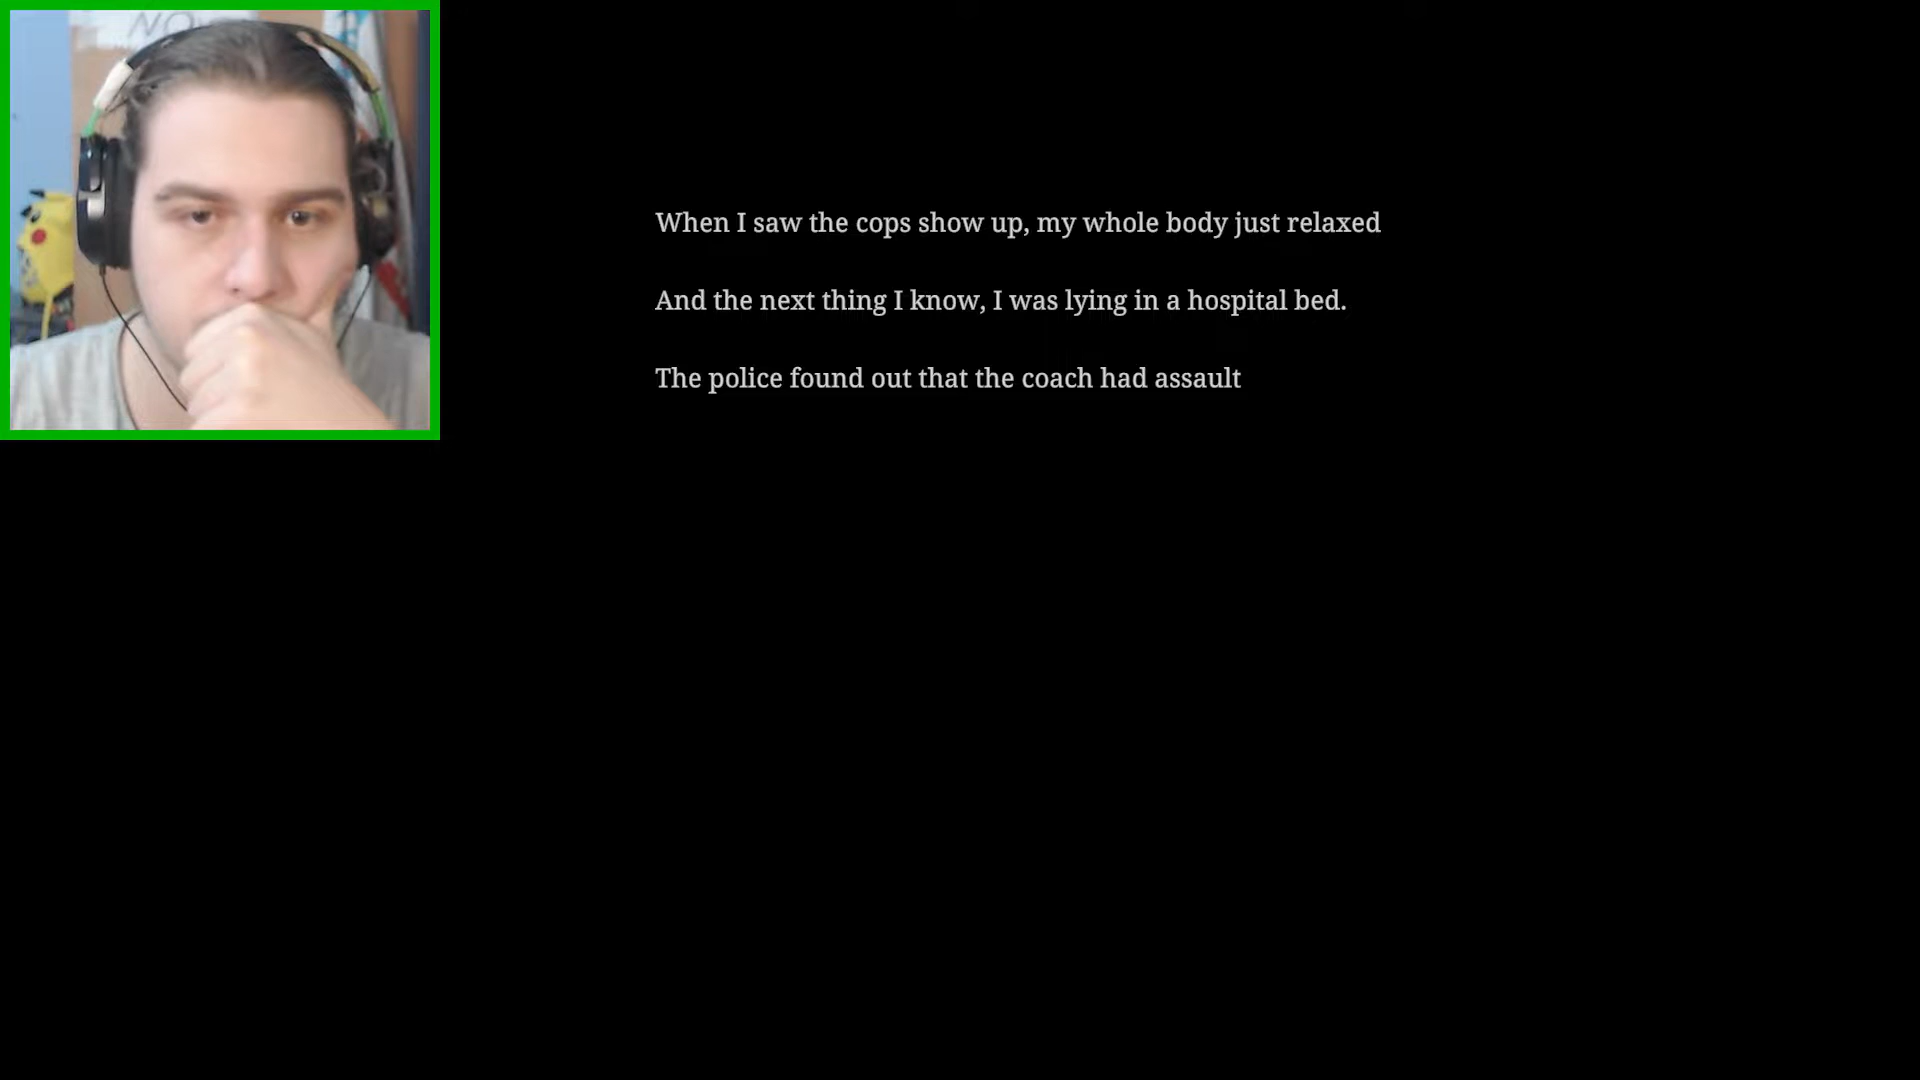 NO
When I saw the cops show up, my whole body just relaxed
And the next thing I know, I was lying in a hospital bed.
The police found out that the coach had assault